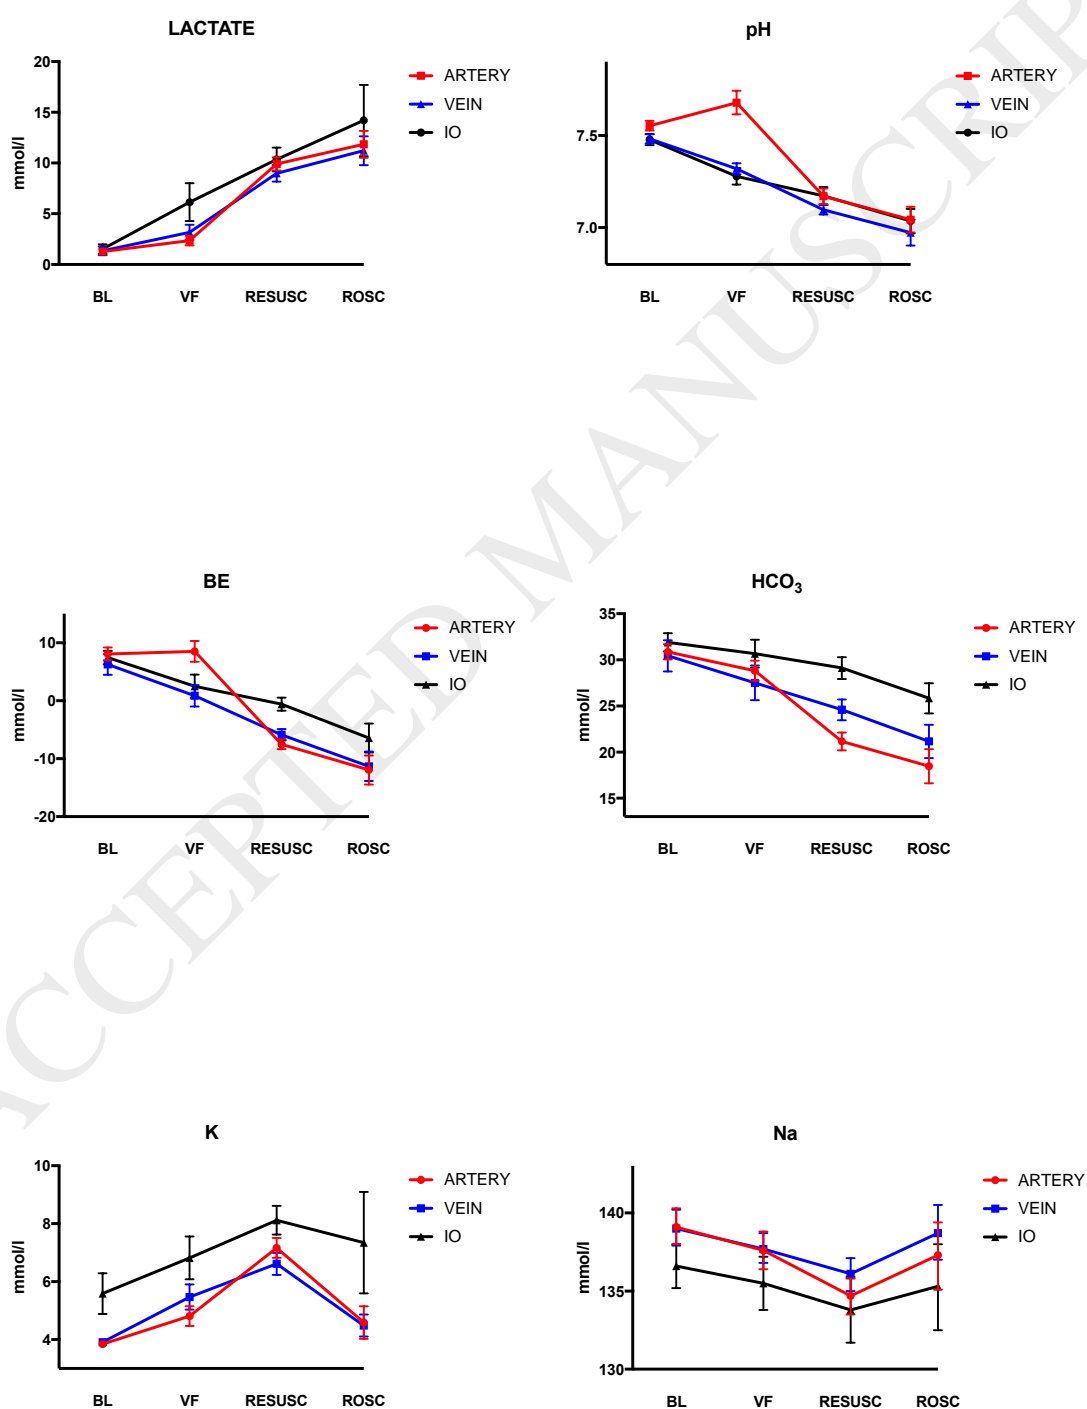 LACTATE
mmol/l
20
15
10
5
0
BL VF RESUSC ROSC
ARTERY
VEIN
IO
pH
7.5
7.0
BL VF RESUSC ROSC
ARTERY
VEIN
IO
BE
mmol/l
10
0
-10
-20
BL VF RESUSC ROSC
ARTERY
VEIN
IO
HCO₃
mmol/l
35
30
25
20
15
BL VF RESUSC ROSC
ARTERY
VEIN
IO
K
mmol/l
10
8
6
4
BL VF RESUSC ROSC
ARTERY
VEIN
IO
Na
mmol/l
140
135
130
BL VF RESUSC ROSC
ARTERY
VEIN
IO
ACCEPTED MANUSCRIP